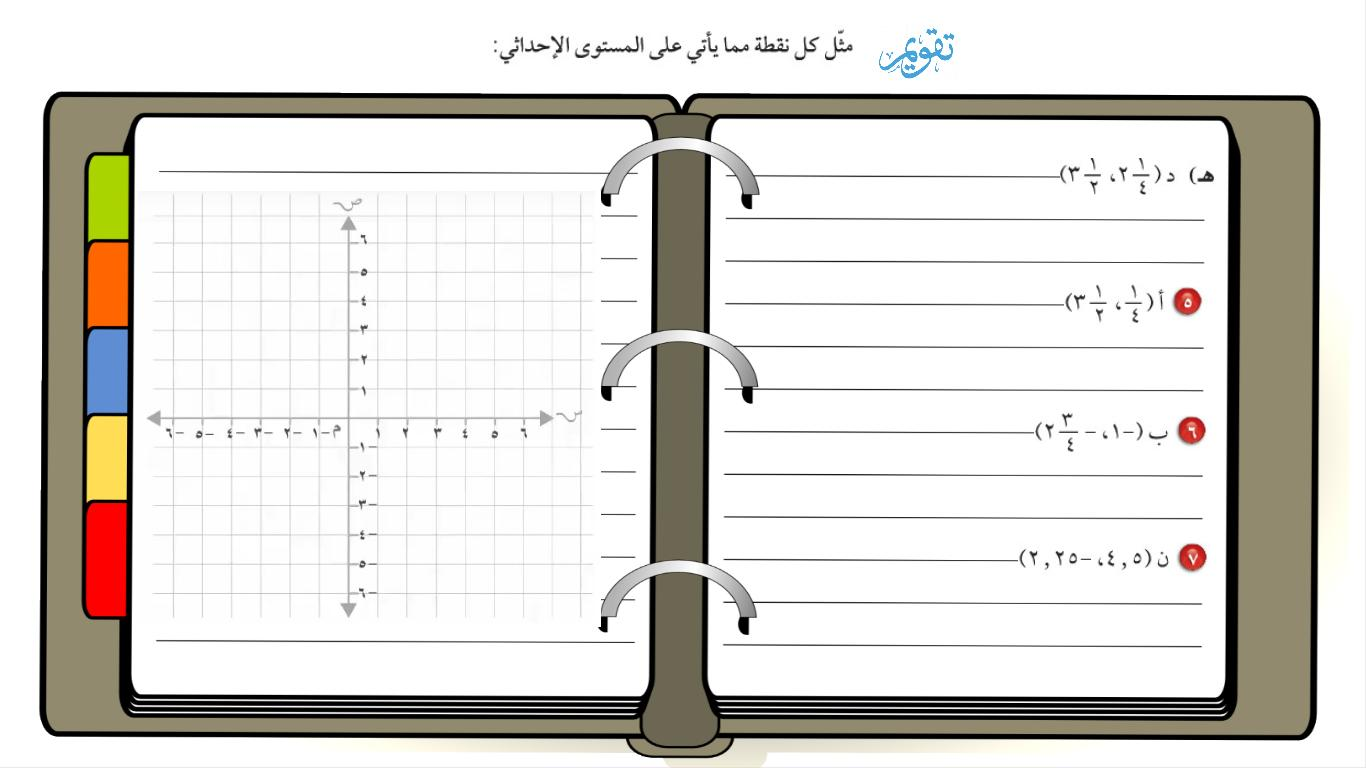 تقويم مثّل كل نقطة مما يأتي على المستوى الإحداثي:
هـ) د (٢ ١/٤، ٣ ١/٢)
٥ أ (١/٤، ٣ ١/٢)
٦ ب (-١، -٢ ٣/٤)
٧ ن (٤,٥، -٢,٢٥)
ص
٦
٥
٤
٣
٢
١
س
-٦ -٥ -٤ -٣ -٢ -١ م ١ ٢ ٣ ٤ ٥ ٦
-١
-٢
-٣
-٤
-٥
-٦